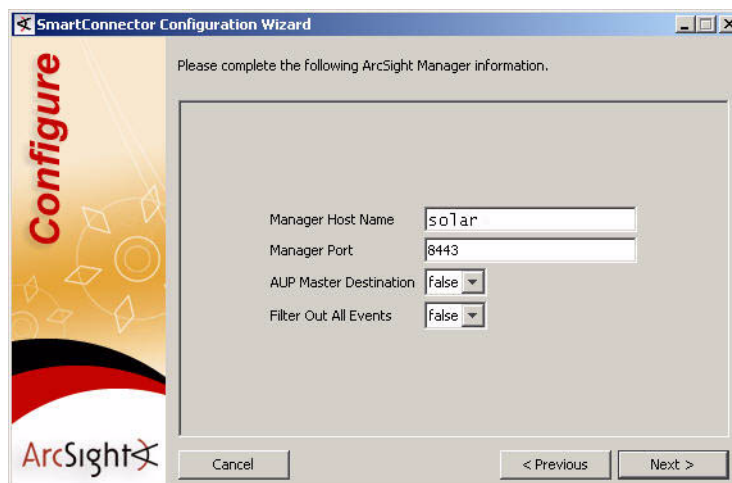 SmartConnector Configuration Wizard
Configure
Please complete the following ArcSight Manager information.
Manager Host Name solar
Manager Port 8443
AUP Master Destination false
Filter Out All Events false
ArcSight
Cancel < Previous Next >